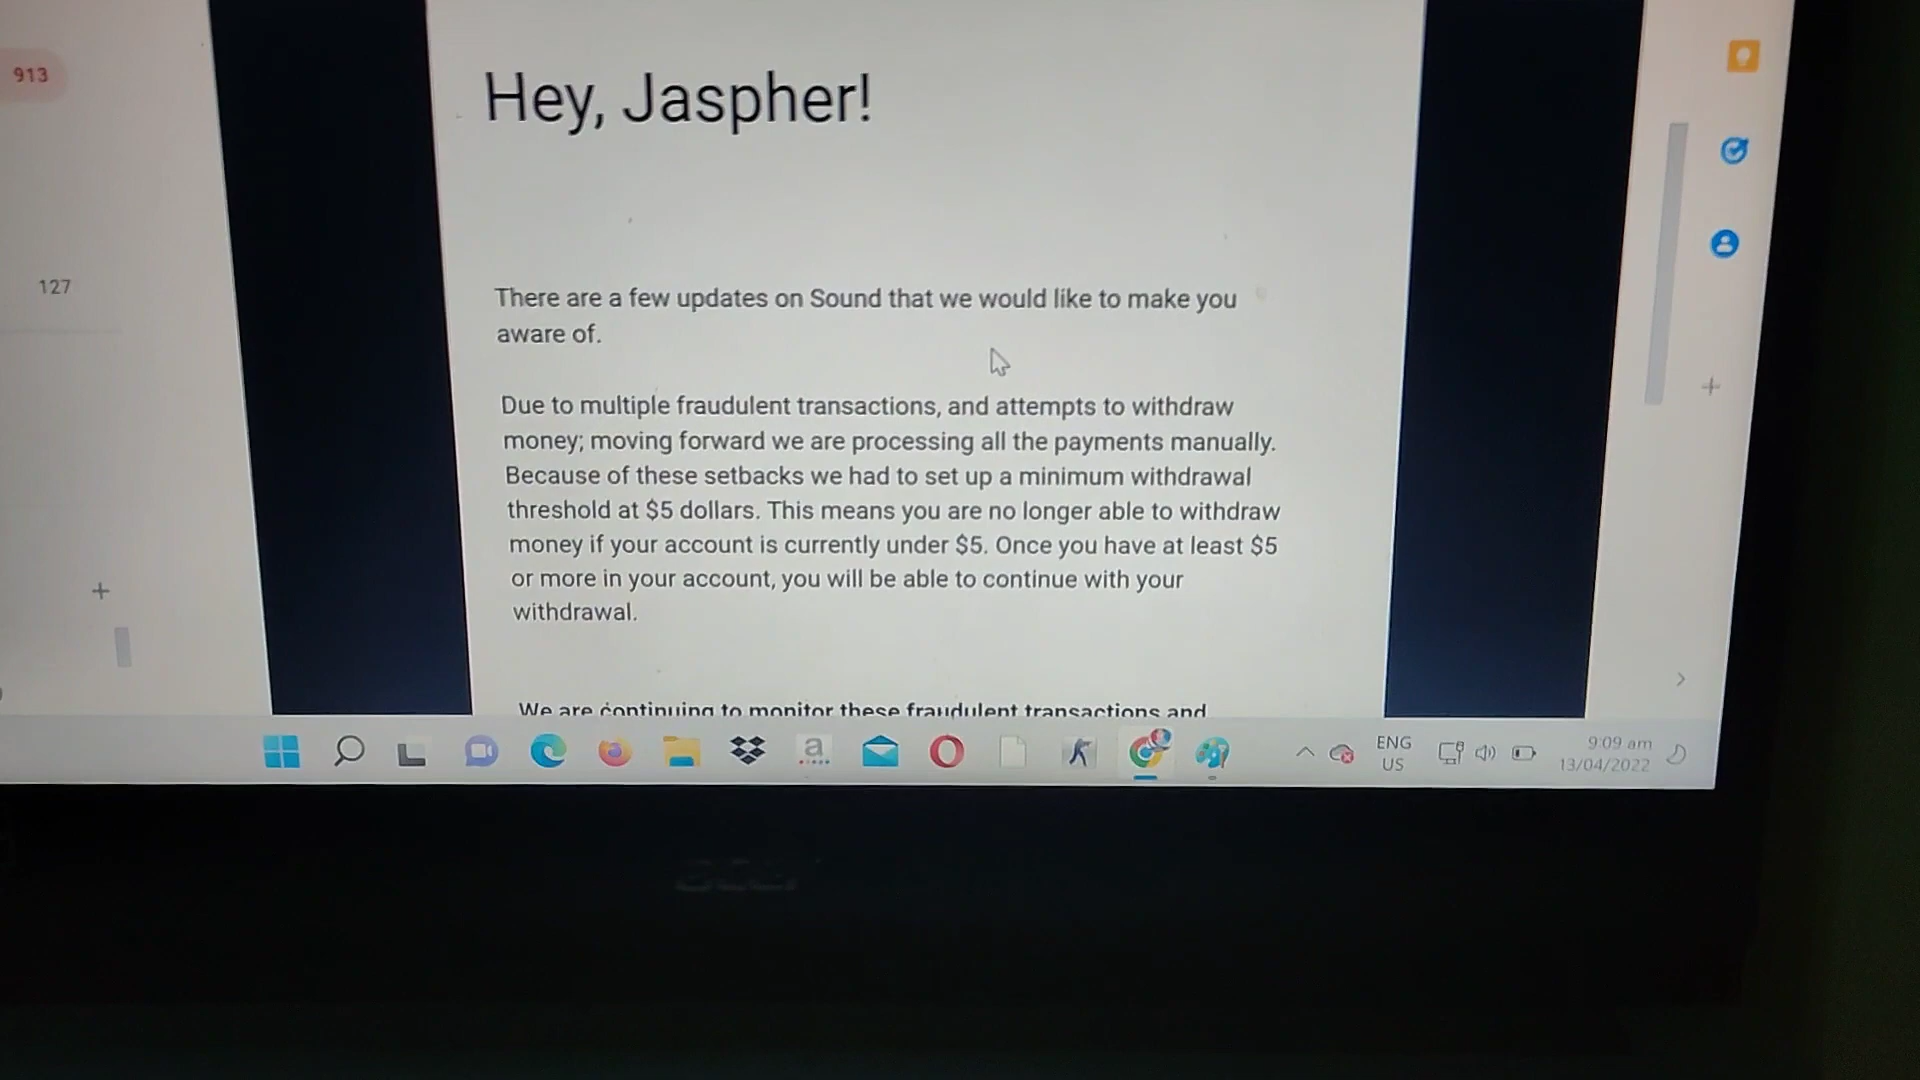 913
Hey, Jaspher!
127
There are a few updates on Sound that we would like to make you
aware of.
Due to multiple fraudulent transactions, and attempts to withdraw
money; moving forward we are processing all the payments manually.
Because of these setbacks we had to set up a minimum withdrawal
threshold at $5 dollars. This means you are no longer able to withdraw
money if your account is currently under $5. Once you have at least $5
or more in your account, you will be able to continue with your
withdrawal.
We are continuing to monitor these fraudulent transactions and
a
ENG
US
9:09 am
13/04/2022
acer